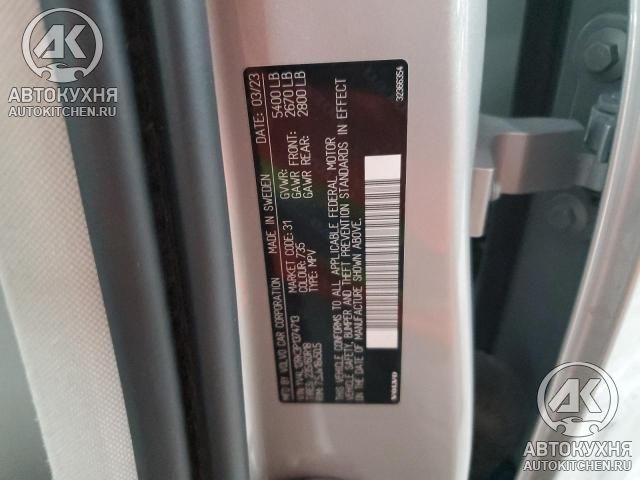 АВТОКУХНЯ
AUTOKITCHEN.RU
MFD BY VOLVO CAR CORPORATION MADE IN SWEDEN DATE: 03/23
MARKET CODE: 31 GVWR: 5400 LB
COLOUR: 735 GAWR FRONT: 2670 LB
TYPE: MPV GAWR REAR: 2800 LB
THIS VEHICLE CONFORMS TO ALL APPLICABLE FEDERAL MOTOR
VEHICLE SAFETY, BUMPER AND THEFT PREVENTION STANDARDS IN EFFECT
ON THE DATE OF MANUFACTURE SHOWN ABOVE.
VOLVO
32366354
АВТОКУХНЯ
AUTOKITCHEN.RU